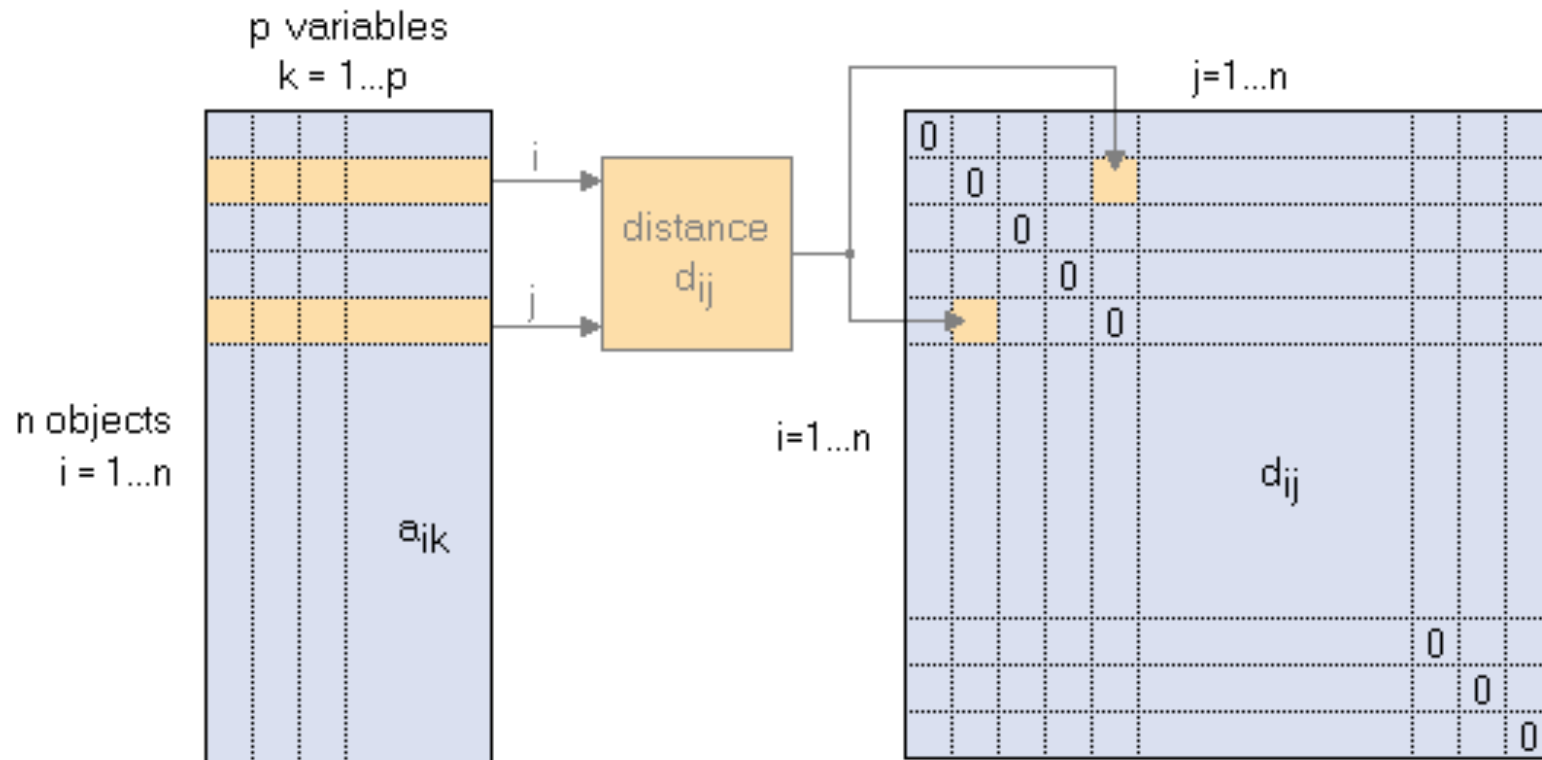 p variables
k = 1...p
i
j
distance
dij
n objects
i = 1...n
aik
j=1...n
i=1...n
0
0
0
0
0
dij
0
0
0